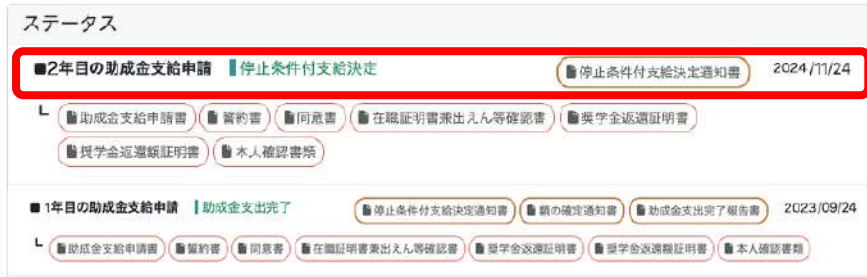 ステータス
■2年目の助成金支給申請 停止条件付支給決定 停止条件付支給決定通知書 2024/11/24
助成金支給申請書 誓約書 同意書 在職証明書兼出えん等確認書 奨学金返還証明書
奨学金返還額証明書 本人確認書類
■ 1年目の助成金支給申請 助成金支出完了 停止条件付支給決定通知書 額の確定通知書 助成金支出完了報告書 2023/09/24
助成金支給申請書 誓約書 同意書 在職証明書兼出えん等確認書 奨学金返還証明書 奨学金返還額証明書 本人確認書類